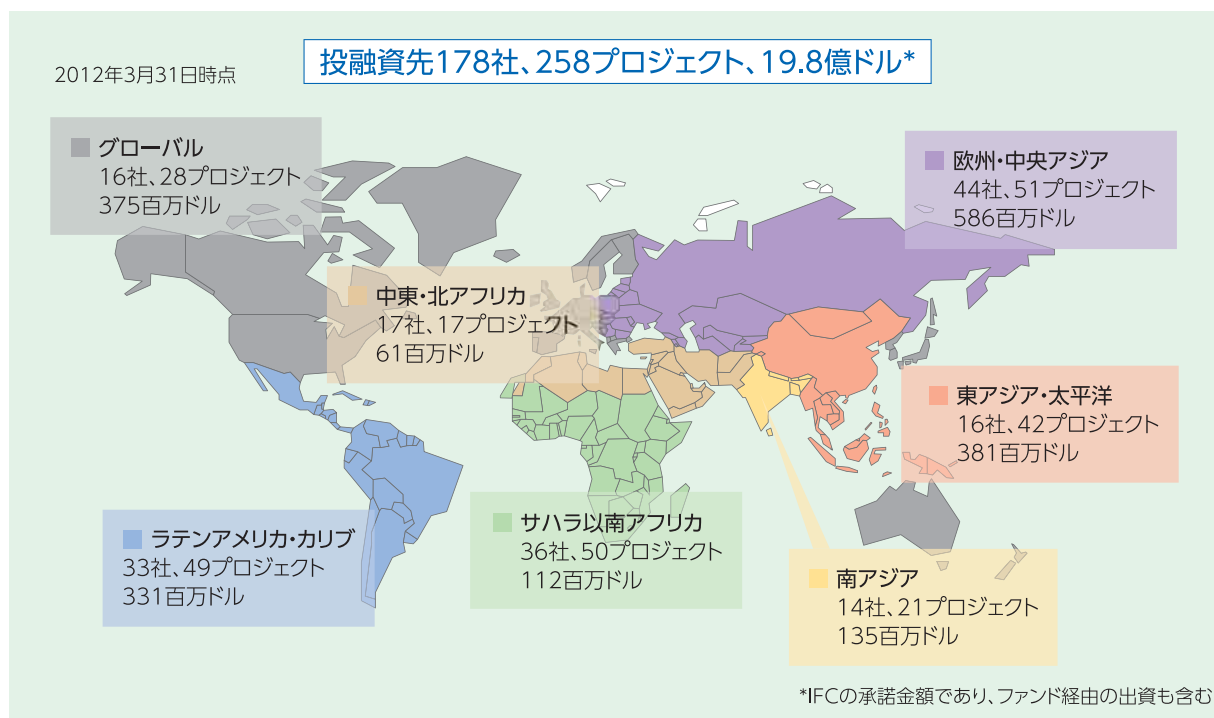 投融資先178社、258プロジェクト、19.8億ドル*
2012年3月31日時点
グローバル
16社、28プロジェクト
375百万ドル
欧州・中央アジア
44社、51プロジェクト
586百万ドル
中東・北アフリカ
17社、17プロジェクト
61百万ドル
東アジア・太平洋
16社、42プロジェクト
381百万ドル
ラテンアメリカ・カリブ
33社、49プロジェクト
331百万ドル
サハラ以南アフリカ
36社、50プロジェクト
112百万ドル
南アジア
14社、21プロジェクト
135百万ドル
*IFCの承諾金額であり、ファンド経由の出資も含む